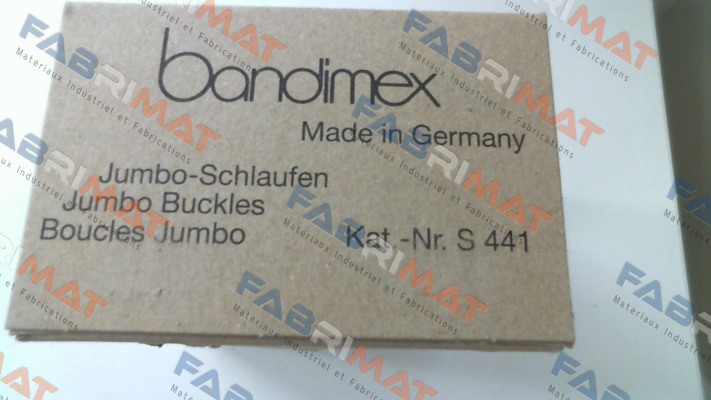 bandimex
Made in Germany
Jumbo-Schlaufen
Jumbo Buckles
Boucles Jumbo
Kat.-Nr. S 441
FABRIMAT
Materiaux Industriel et Fabrications